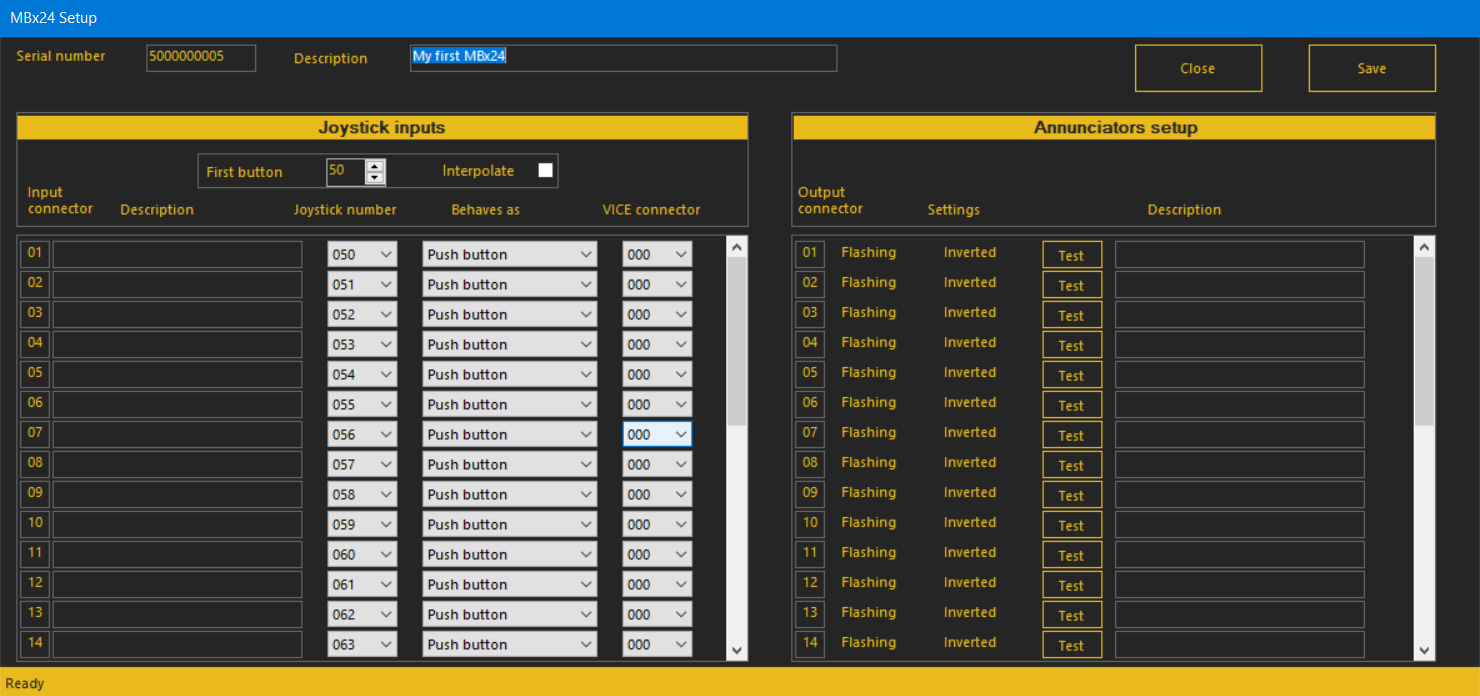 MBx24 Setup
Serial number 5000000005 Description My first MBx24 Close Save
Joystick inputs
First button 50 Interpolate
Input connector Description Joystick number Behaves as VICE connector
01 050 Push button 000
02 051 Push button 000
03 052 Push button 000
04 053 Push button 000
05 054 Push button 000
06 055 Push button 000
07 056 Push button 000
08 057 Push button 000
09 058 Push button 000
10 059 Push button 000
11 060 Push button 000
12 061 Push button 000
13 062 Push button 000
14 063 Push button 000
Annunciators setup
Output connector Settings Description
01 Flashing Inverted Test
02 Flashing Inverted Test
03 Flashing Inverted Test
04 Flashing Inverted Test
05 Flashing Inverted Test
06 Flashing Inverted Test
07 Flashing Inverted Test
08 Flashing Inverted Test
09 Flashing Inverted Test
10 Flashing Inverted Test
11 Flashing Inverted Test
12 Flashing Inverted Test
13 Flashing Inverted Test
14 Flashing Inverted Test
Ready